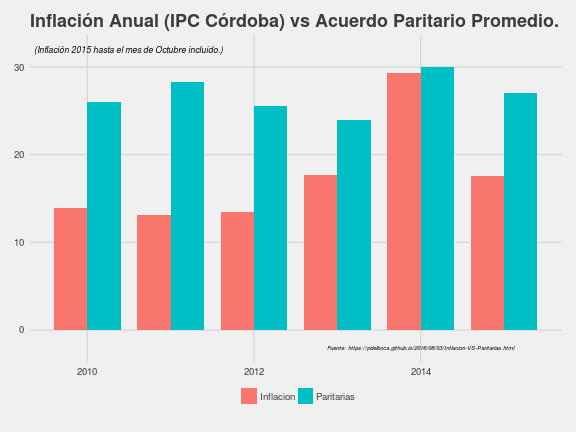 Inflación Anual (IPC Córdoba) vs Acuerdo Paritario Promedio.
(Inflación 2015 hasta el mes de Octubre incluido.)
30
20
10
0
Fuente: https://pdelboca.github.io/2016/08/03/Inflacion-VS-Paritarias.html
2010 2012 2014
Inflacion Paritarias